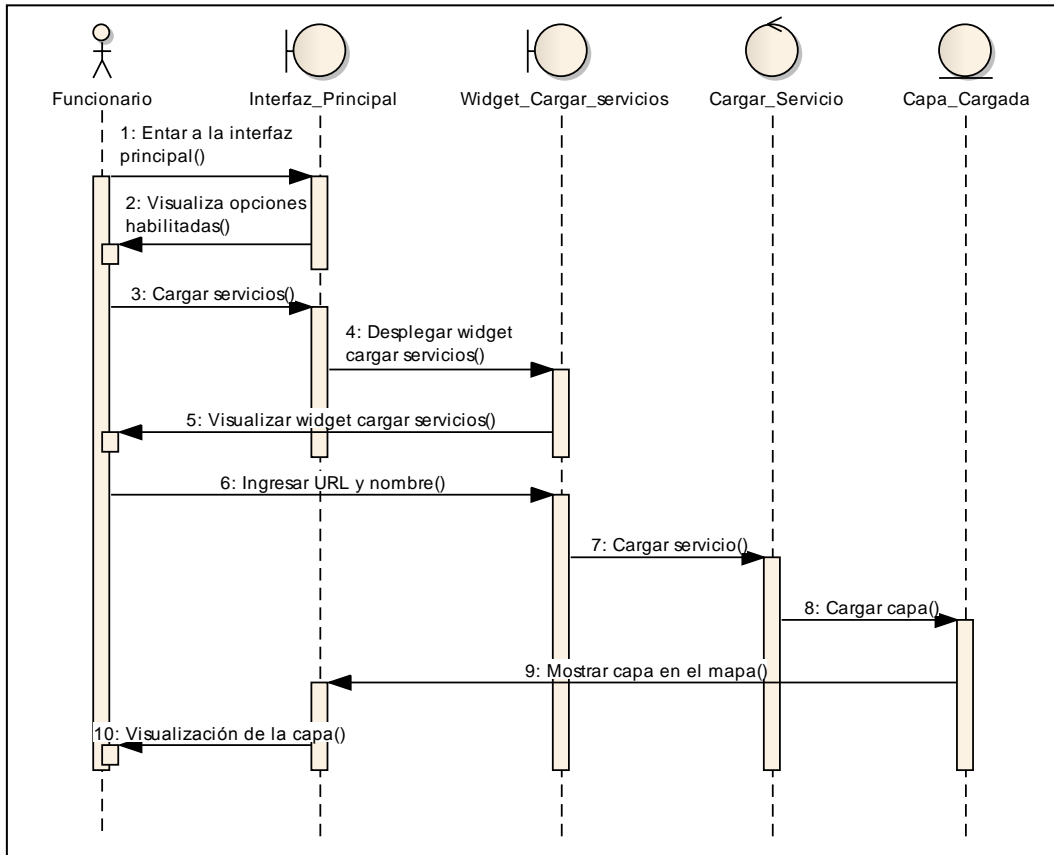 Funcionario
Interfaz_Principal
Widget_Cargar_servicios
Cargar_Servicio
Capa_Cargada
1: Entar a la interfaz
principal()
2: Visualiza opciones
habilitadas()
3: Cargar servicios()
4: Desplegar widget
cargar servicios()
5: Visualizar widget cargar servicios()
6: Ingresar URL y nombre()
7: Cargar servicio()
8: Cargar capa()
9: Mostrar capa en el mapa()
10: Visualización de la capa()